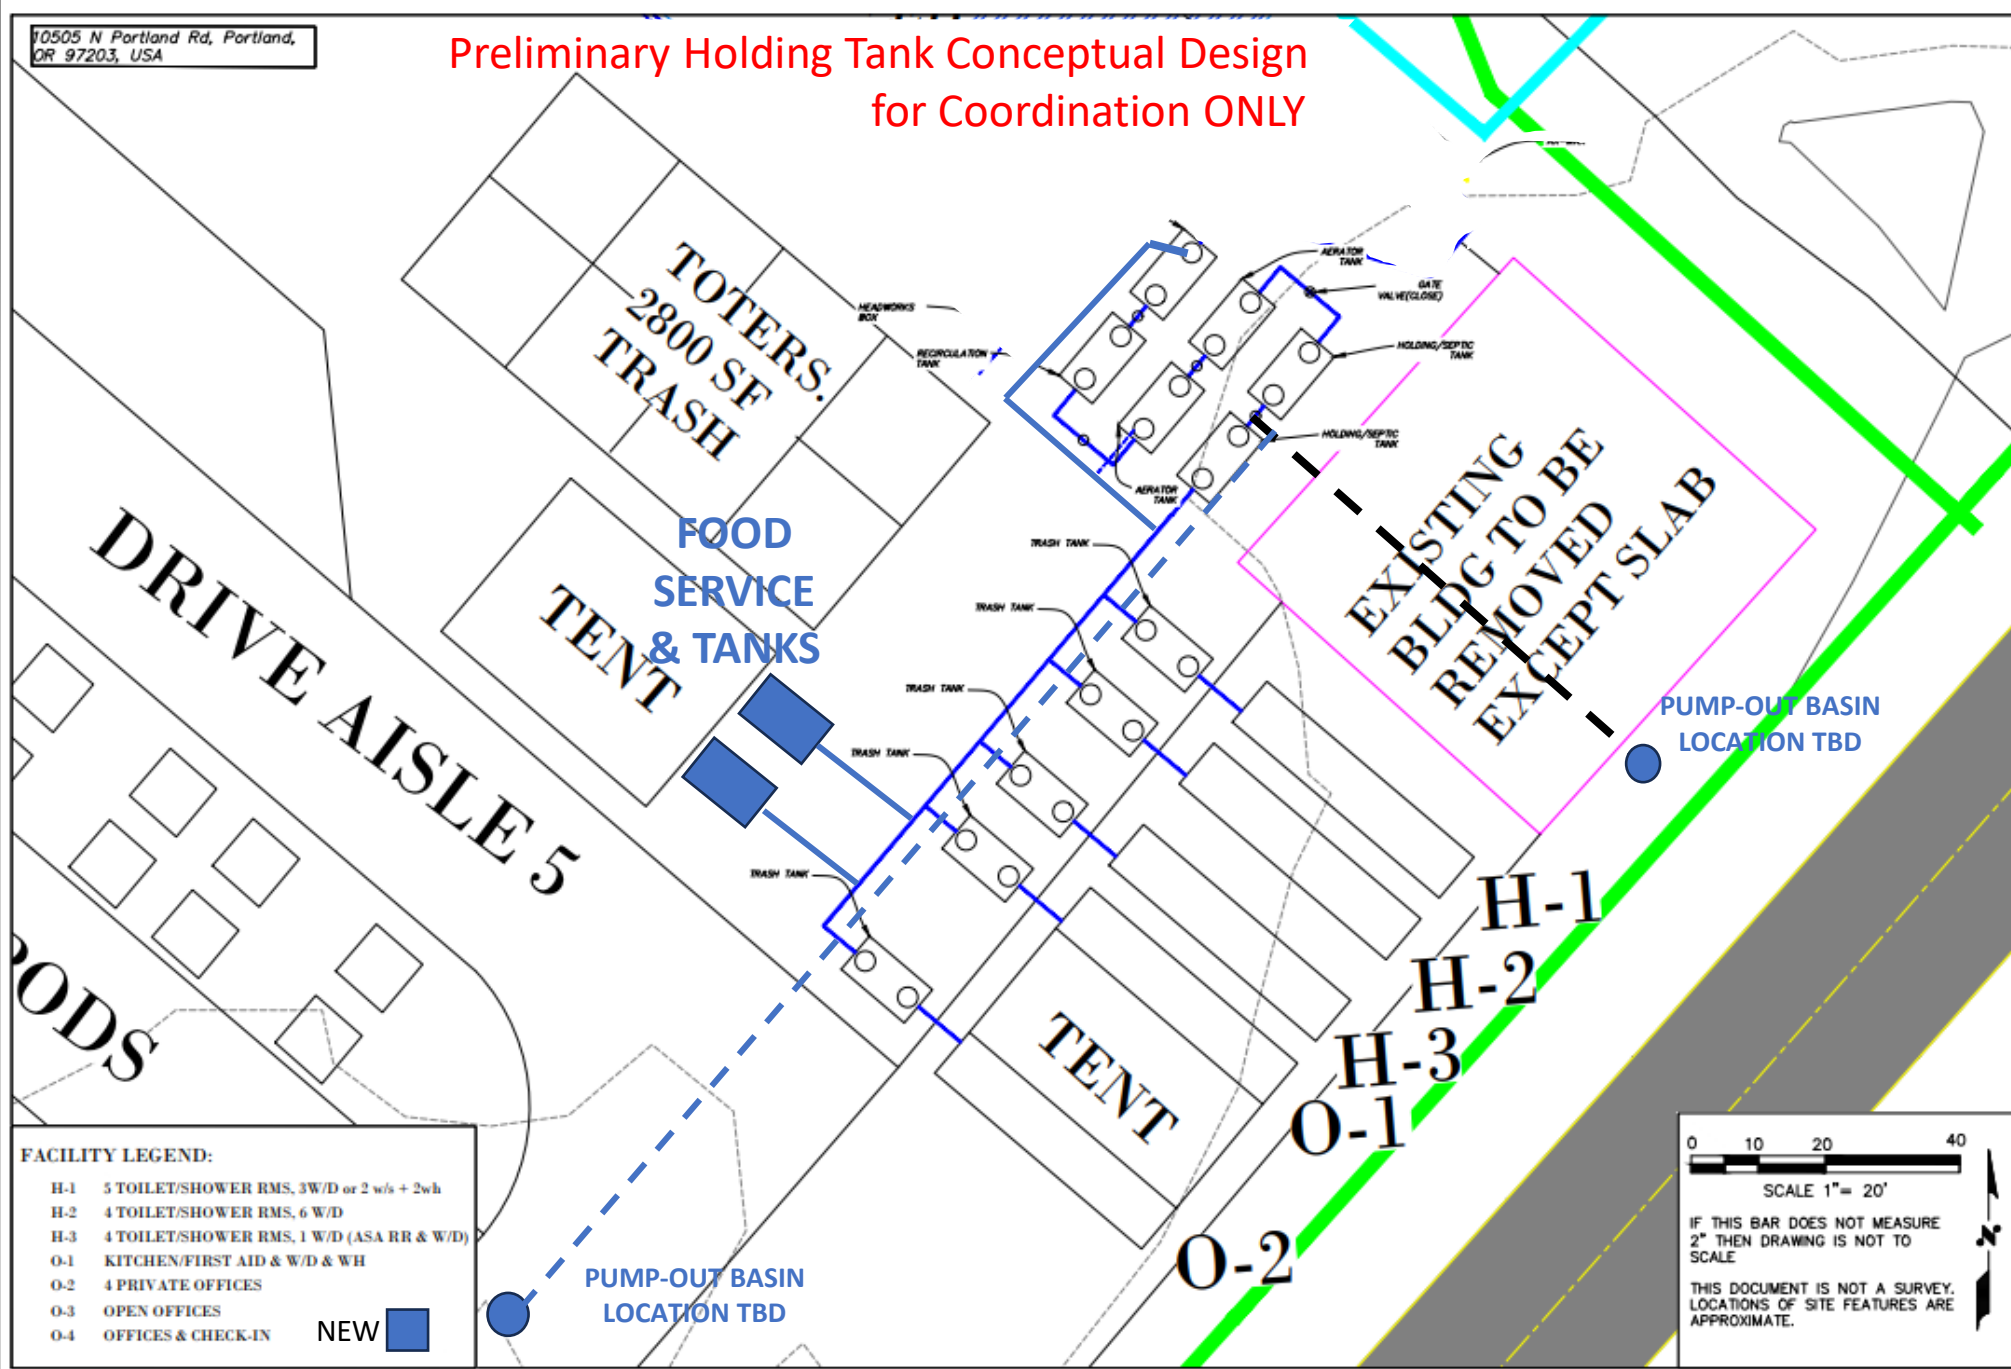 10505 N Portland Rd, Portland,
OR 97203, USA
Preliminary Holding Tank Conceptual Design
for Coordination ONLY
TOTERS.
2800 SF
TRASH
HEADWORKS
BOX
RECIRCULATION
TANK
AERATOR
TANK
GATE
VALVE(CLOSE)
HOLDING/SEPTIC
TANK
HOLDING/SEPTIC
TANK
AERATOR
TANK
EXISTING
BLDG TO BE
REMOVED
EXCEPT SLAB
DRIVE AISLE 5
TENT
FOOD
SERVICE
& TANKS
TRASH TANK
TRASH TANK
TRASH TANK
TRASH TANK
TRASH TANK
PUMP-OUT BASIN
LOCATION TBD
H-1
H-2
H-3
O-1
O-2
TENT
PODS
PUMP-OUT BASIN
LOCATION TBD
FACILITY LEGEND:
H-1 5 TOILET/SHOWER RMS, 3W/D or 2 w/s + 2wh
H-2 4 TOILET/SHOWER RMS, 6 W/D
H-3 4 TOILET/SHOWER RMS, 1 W/D (ASA RR & W/D)
O-1 KITCHEN/FIRST AID & W/D & WH
O-2 4 PRIVATE OFFICES
O-3 OPEN OFFICES
O-4 OFFICES & CHECK-IN
NEW
0 10 20 40
SCALE 1"= 20'
IF THIS BAR DOES NOT MEASURE
2" THEN DRAWING IS NOT TO
SCALE
THIS DOCUMENT IS NOT A SURVEY.
LOCATIONS OF SITE FEATURES ARE
APPROXIMATE.
N